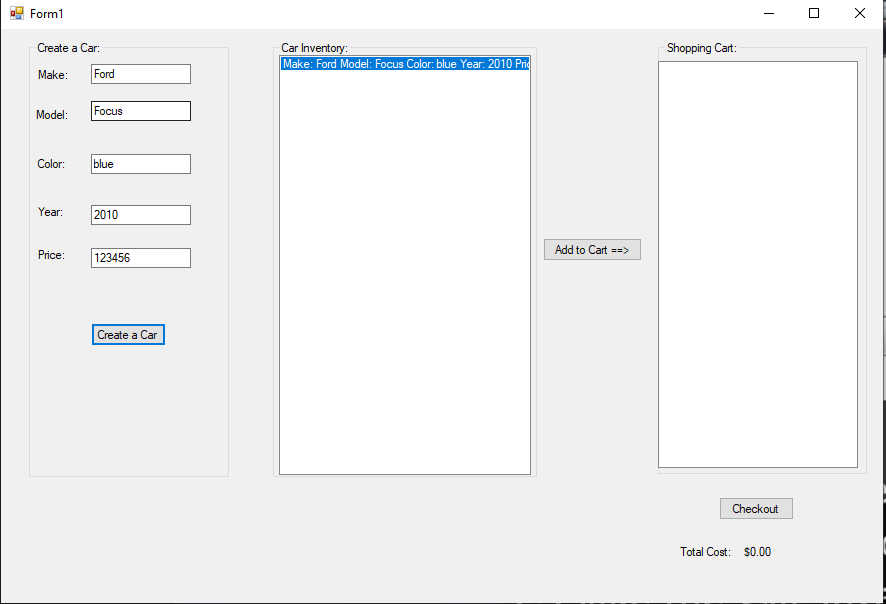 Form1
Create a Car:
Make: Ford
Model: Focus
Color: blue
Year: 2010
Price: 123456
Create a Car
Car Inventory:
Make: Ford Model: Focus Color: blue Year: 2010 Pric
Add to Cart ==>
Shopping Cart:
Checkout
Total Cost: $0.00